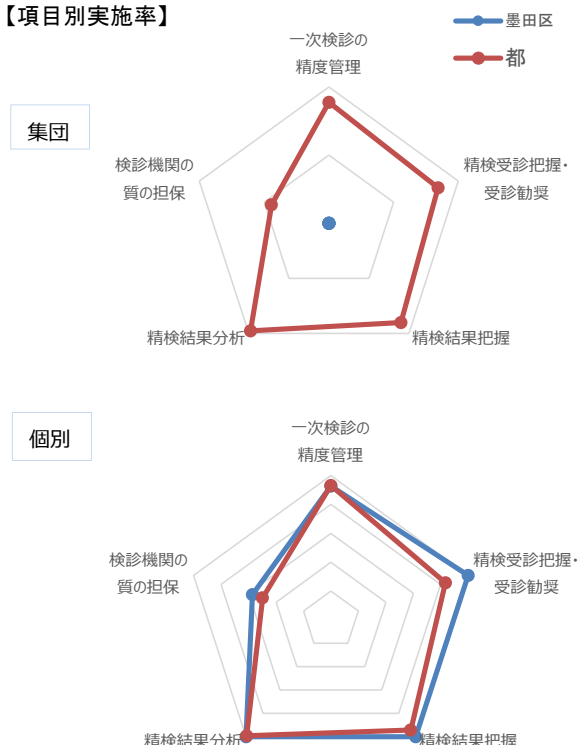 【項目別実施率】
墨田区
都
集団
一次検診の
精度管理
精検受診把握・
受診勧奨
精検結果把握
精検結果分析
検診機関の
質の担保
個別
一次検診の
精度管理
精検受診把握・
受診勧奨
精検結果把握
精検結果分析
検診機関の
質の担保